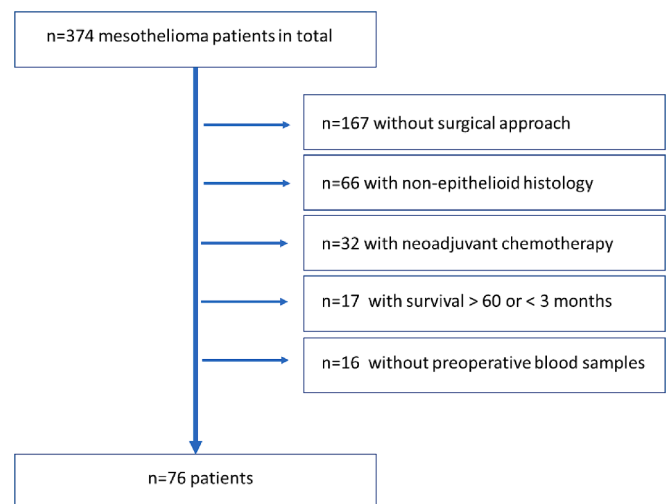 n=374 mesothelioma patients in total
n=167 without surgical approach
n=66 with non-epithelioid histology
n=32 with neoadjuvant chemotherapy
n=17 with survival > 60 or < 3 months
n=16 without preoperative blood samples
n=76 patients